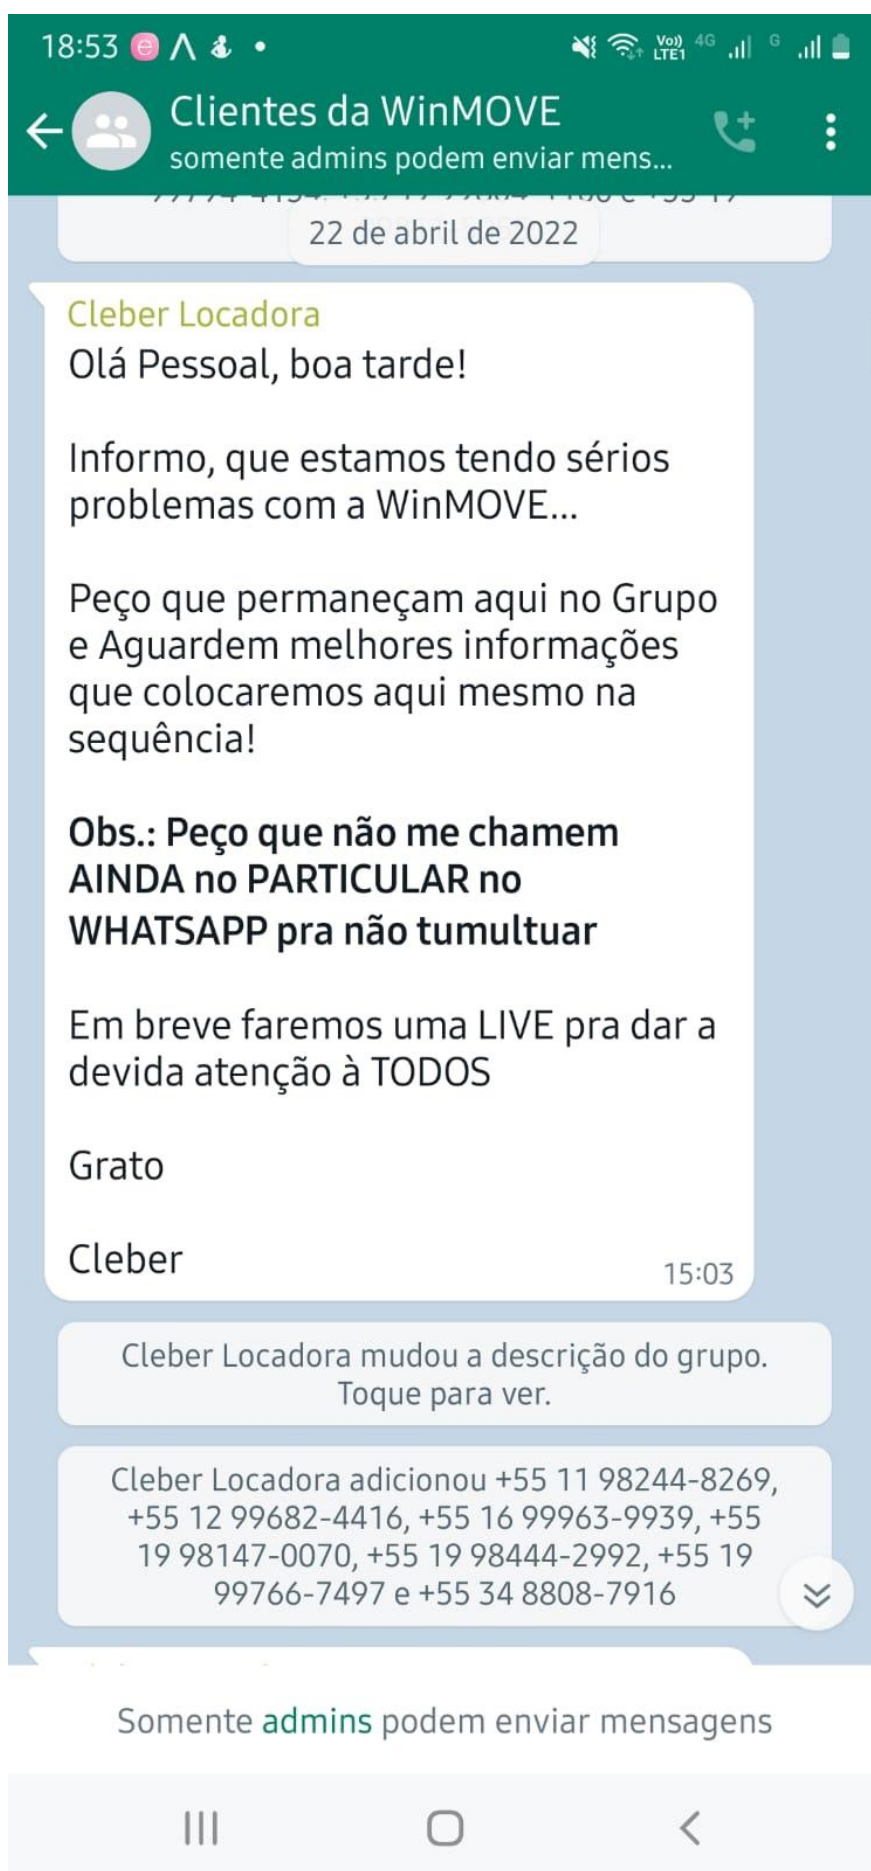 18:53
Vo)) LTE1 4G G
Clientes da WinMOVE
somente admins podem enviar mens...
22 de abril de 2022
Cleber Locadora
Olá Pessoal, boa tarde!
Informo, que estamos tendo sérios
problemas com a WinMOVE...
Peço que permaneçam aqui no Grupo
e Aguardem melhores informações
que colocaremos aqui mesmo na
sequência!
Obs.: Peço que não me chamem
AINDA no PARTICULAR no
WHATSAPP pra não tumultuar
Em breve faremos uma LIVE pra dar a
devida atenção à TODOS
Grato
Cleber
15:03
Cleber Locadora mudou a descrição do grupo.
Toque para ver.
Cleber Locadora adicionou +55 11 98244-8269,
+55 12 99682-4416, +55 16 99963-9939, +55
19 98147-0070, +55 19 98444-2992, +55 19
99766-7497 e +55 34 8808-7916
Somente admins podem enviar mensagens